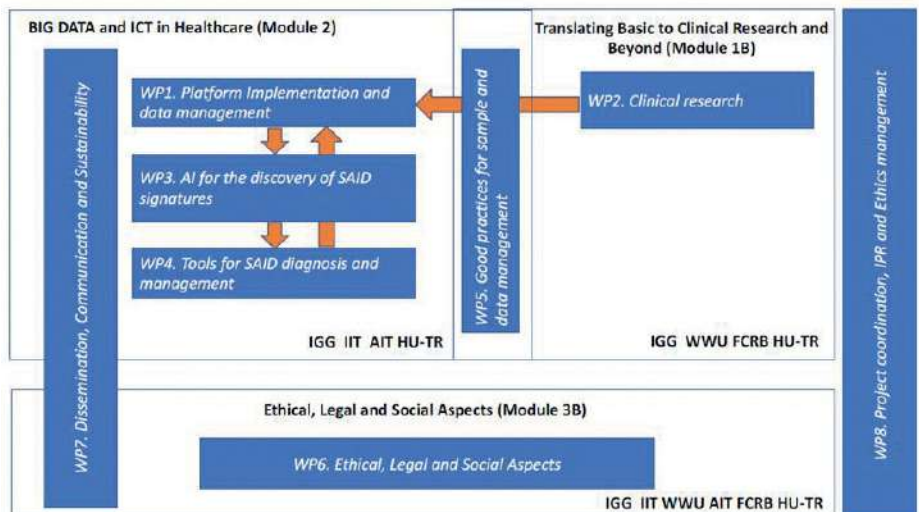 BIG DATA and ICT in Healthcare (Module 2)
Translating Basic to Clinical Research and
Beyond (Module 1B)
WP1. Platform Implementation and
data management
WP2. Clinical research
WP3. AI for the discovery of SAID
signatures
WP4. Tools for SAID diagnosis and
management
WP5. Good practices for sample and
data management
WP7. Dissemination, Communication and Sustainability
WP8. Project coordination, IPR and Ethics management
IGG IIT AIT HU-TR
IGG WWU FCRB HU-TR
Ethical, Legal and Social Aspects (Module 3B)
WP6. Ethical, Legal and Social Aspects
IGG IIT WWU AIT FCRB HU-TR